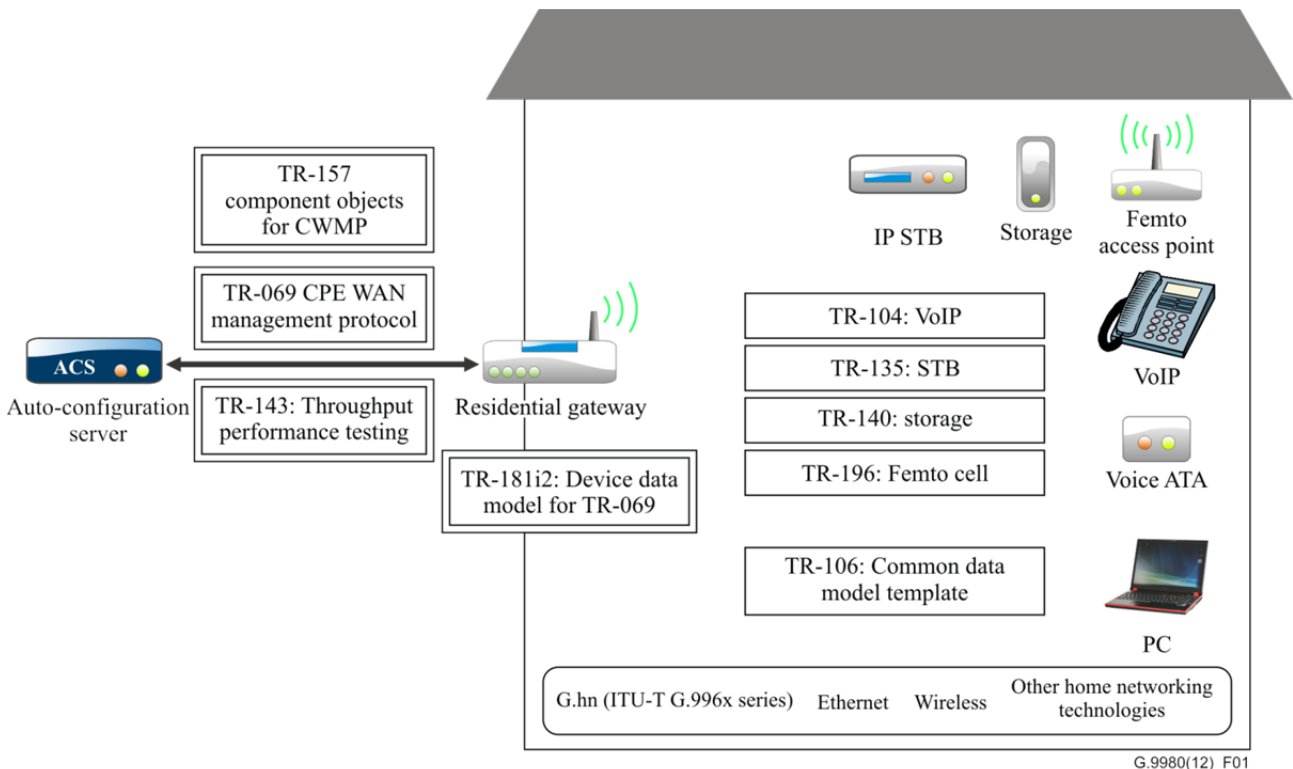 TR-157
component objects
for CWMP
TR-069 CPE WAN
management protocol
ACS
Auto-configuration
server
TR-143: Throughput
performance testing
Residential gateway
TR-181i2: Device data
model for TR-069
IP STB
Storage
Femto
access point
TR-104: VoIP
TR-135: STB
TR-140: storage
TR-196: Femto cell
VoIP
Voice ATA
TR-106: Common data
model template
PC
G.hn (ITU-T G.996x series)
Ethernet
Wireless
Other home networking
technologies
G.9980(12)_F01